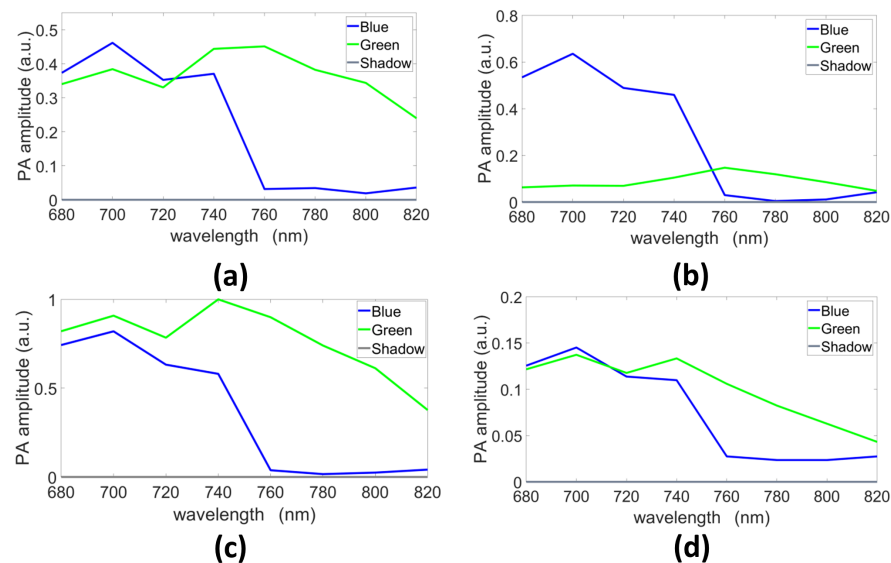 0.5
0.4
0.3
0.2
0.1
0
PA amplitude (a.u.)
Blue
Green
Shadow
680 700 720 740 760 780 800 820
wavelength (nm)
(a)
0.8
0.6
0.4
0.2
0
PA amplitude (a.u.)
Blue
Green
Shadow
680 700 720 740 760 780 800 820
wavelength (nm)
(b)
1
0.5
0
PA amplitude (a.u.)
Blue
Green
Shadow
680 700 720 740 760 780 800 820
wavelength (nm)
(c)
0.2
0.15
0.1
0.05
0
PA amplitude (a.u.)
Blue
Green
Shadow
680 700 720 740 760 780 800 820
wavelength (nm)
(d)